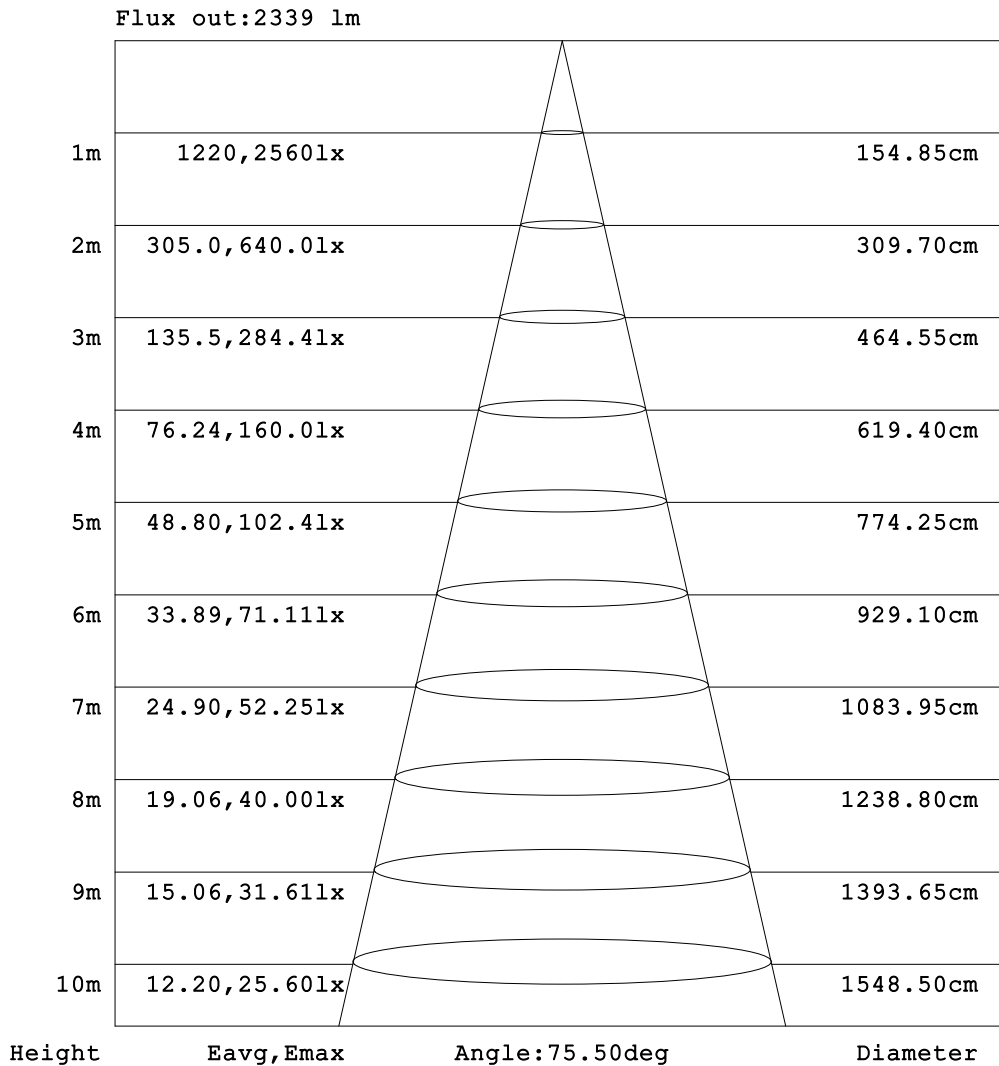 Flux out:2339 lm
1m 1220,2560lx 154.85cm
2m 305.0,640.0lx 309.70cm
3m 135.5,284.4lx 464.55cm
4m 76.24,160.0lx 619.40cm
5m 48.80,102.4lx 774.25cm
6m 33.89,71.11lx 929.10cm
7m 24.90,52.25lx 1083.95cm
8m 19.06,40.00lx 1238.80cm
9m 15.06,31.61lx 1393.65cm
10m 12.20,25.60lx 1548.50cm
Height Eavg,Emax Angle:75.50deg Diameter